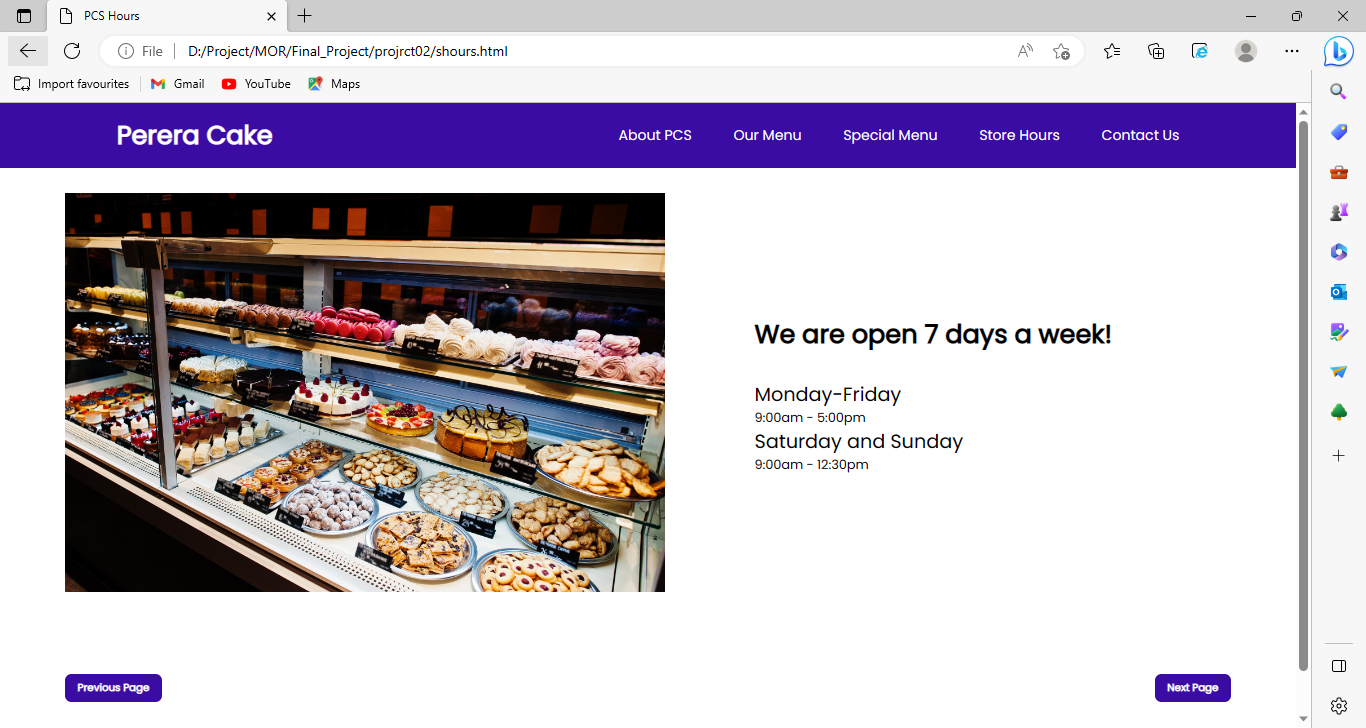 PCS Hours
File
D:/Project/MOR/Final_Project/projrct02/shours.html
Import favourites
Gmail
YouTube
Maps
Perera Cake
About PCS
Our Menu
Special Menu
Store Hours
Contact Us
We are open 7 days a week!
Monday-Friday
9:00am - 5:00pm
Saturday and Sunday
9:00am - 12:30pm
Previous Page
Next Page